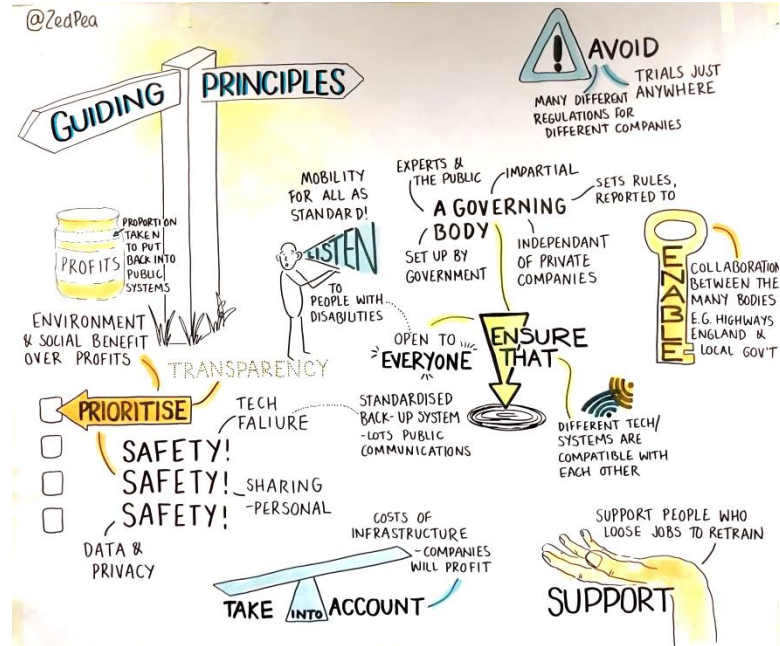 @ZedPea
GUIDING PRINCIPLES
AVOID
MANY DIFFERENT
REGULATIONS FOR
DIFFERENT COMPANIES
TRIALS JUST
ANYWHERE
PROFITS
PROPORTION
TAKEN
TO PUT
BACK INTO
PUBLIC
SYSTEMS
MOBILITY
FOR ALL AS
STANDARD!
LISTEN
TO
PEOPLE WITH
DISABILITIES
EXPERTS &
THE PUBLIC
IMPARTIAL
SETS RULES,
REPORTED TO
A GOVERNING
BODY
SET UP BY
GOVERNMENT
INDEPENDANT
OF PRIVATE
COMPANIES
ENABLE
COLLABORATION
BETWEEN THE
MANY BODIES
E.G. HIGHWAYS
ENGLAND &
LOCAL GOV'T
ENVIRONMENT
& SOCIAL BENEFIT
OVER PROFITS
TRANSPARENCY
PRIORITISE
OPEN TO
EVERYONE
ENSURE
THAT
TECH
FALIURE
STANDARDISED
BACK-UP SYSTEM
-LOTS PUBLIC
COMMUNICATIONS
DIFFERENT TECH/
SYSTEMS ARE
COMPATIBLE WITH
EACH OTHER
SAFETY!
SAFETY!
SAFETY!
SHARING
-PERSONAL
DATA &
PRIVACY
COSTS OF
INFRASTRUCTURE
-COMPANIES
WILL PROFIT
TAKE INTO ACCOUNT
SUPPORT PEOPLE WHO
LOOSE JOBS TO RETRAIN
SUPPORT